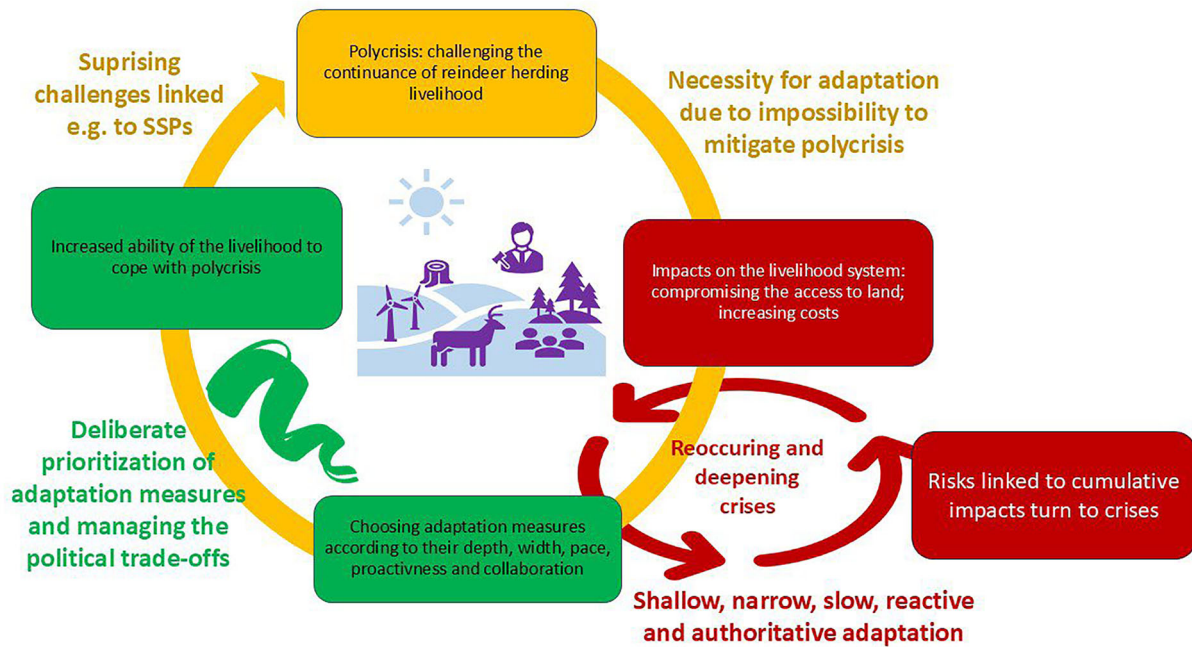 Polycrisis: challenging the
continuance of reindeer herding
livelihood
Suprising
challenges linked
e.g. to SSPs
Necessity for adaptation
due to impossibility to
mitigate polycrisis
Increased ability of the livelihood to
cope with polycrisis
Impacts on the livelihood system:
compromising the access to land;
increasing costs
Deliberate
prioritization of
adaptation measures
and managing the
political trade-offs
Reoccuring and
deepening
crises
Risks linked to cumulative
impacts turn to crises
Choosing adaptation measures
according to their depth, width, pace,
proactivness and collaboration
Shallow, narrow, slow, reactive
and authoritative adaptation